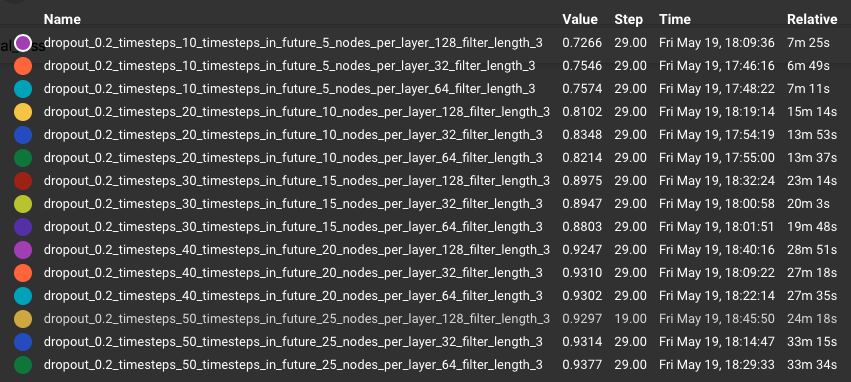 Name Value Step Time Relative
dropout_0.2_timesteps_10_timesteps_in_future_5_nodes_per_layer_128_filter_length_3 0.7266 29.00 Fri May 19, 18:09:36 7m 25s
dropout_0.2_timesteps_10_timesteps_in_future_5_nodes_per_layer_32_filter_length_3 0.7546 29.00 Fri May 19, 17:46:16 6m 49s
dropout_0.2_timesteps_10_timesteps_in_future_5_nodes_per_layer_64_filter_length_3 0.7574 29.00 Fri May 19, 17:48:22 7m 11s
dropout_0.2_timesteps_20_timesteps_in_future_10_nodes_per_layer_128_filter_length_3 0.8102 29.00 Fri May 19, 18:19:14 15m 14s
dropout_0.2_timesteps_20_timesteps_in_future_10_nodes_per_layer_32_filter_length_3 0.8348 29.00 Fri May 19, 17:54:19 13m 53s
dropout_0.2_timesteps_20_timesteps_in_future_10_nodes_per_layer_64_filter_length_3 0.8214 29.00 Fri May 19, 17:55:00 13m 37s
dropout_0.2_timesteps_30_timesteps_in_future_15_nodes_per_layer_128_filter_length_3 0.8975 29.00 Fri May 19, 18:32:24 23m 14s
dropout_0.2_timesteps_30_timesteps_in_future_15_nodes_per_layer_32_filter_length_3 0.8947 29.00 Fri May 19, 18:00:58 20m 3s
dropout_0.2_timesteps_30_timesteps_in_future_15_nodes_per_layer_64_filter_length_3 0.8803 29.00 Fri May 19, 18:01:51 19m 48s
dropout_0.2_timesteps_40_timesteps_in_future_20_nodes_per_layer_128_filter_length_3 0.9247 29.00 Fri May 19, 18:40:16 28m 51s
dropout_0.2_timesteps_40_timesteps_in_future_20_nodes_per_layer_32_filter_length_3 0.9310 29.00 Fri May 19, 18:09:22 27m 18s
dropout_0.2_timesteps_40_timesteps_in_future_20_nodes_per_layer_64_filter_length_3 0.9302 29.00 Fri May 19, 18:22:14 27m 35s
dropout_0.2_timesteps_50_timesteps_in_future_25_nodes_per_layer_128_filter_length_3 0.9297 19.00 Fri May 19, 18:45:50 24m 18s
dropout_0.2_timesteps_50_timesteps_in_future_25_nodes_per_layer_32_filter_length_3 0.9314 29.00 Fri May 19, 18:14:47 33m 15s
dropout_0.2_timesteps_50_timesteps_in_future_25_nodes_per_layer_64_filter_length_3 0.9377 29.00 Fri May 19, 18:29:33 33m 34s